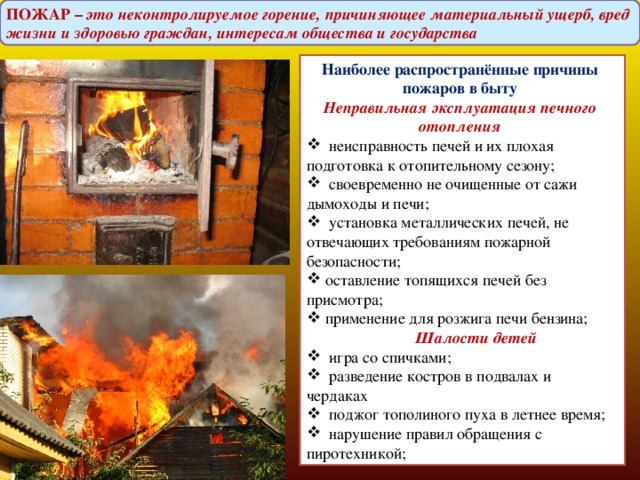 ПОЖАР – это неконтролируемое горение, причиняющее материальный ущерб, вред
жизни и здоровью граждан, интересам общества и государства
Наиболее распространённые причины
пожаров в быту
Неправильная эксплуатация печного
отопления
❖ неисправность печей и их плохая
подготовка к отопительному сезону;
❖ своевременно не очищенные от сажи
дымоходы и печи;
❖ установка металлических печей, не
отвечающих требованиям пожарной
безопасности;
❖ оставление топящихся печей без
присмотра;
❖ применение для розжига печи бензина;
Шалости детей
❖ игра со спичками;
❖ разведение костров в подвалах и
чердаках
❖ поджог тополиного пуха в летнее время;
❖ нарушение правил обращения с
пиротехникой;